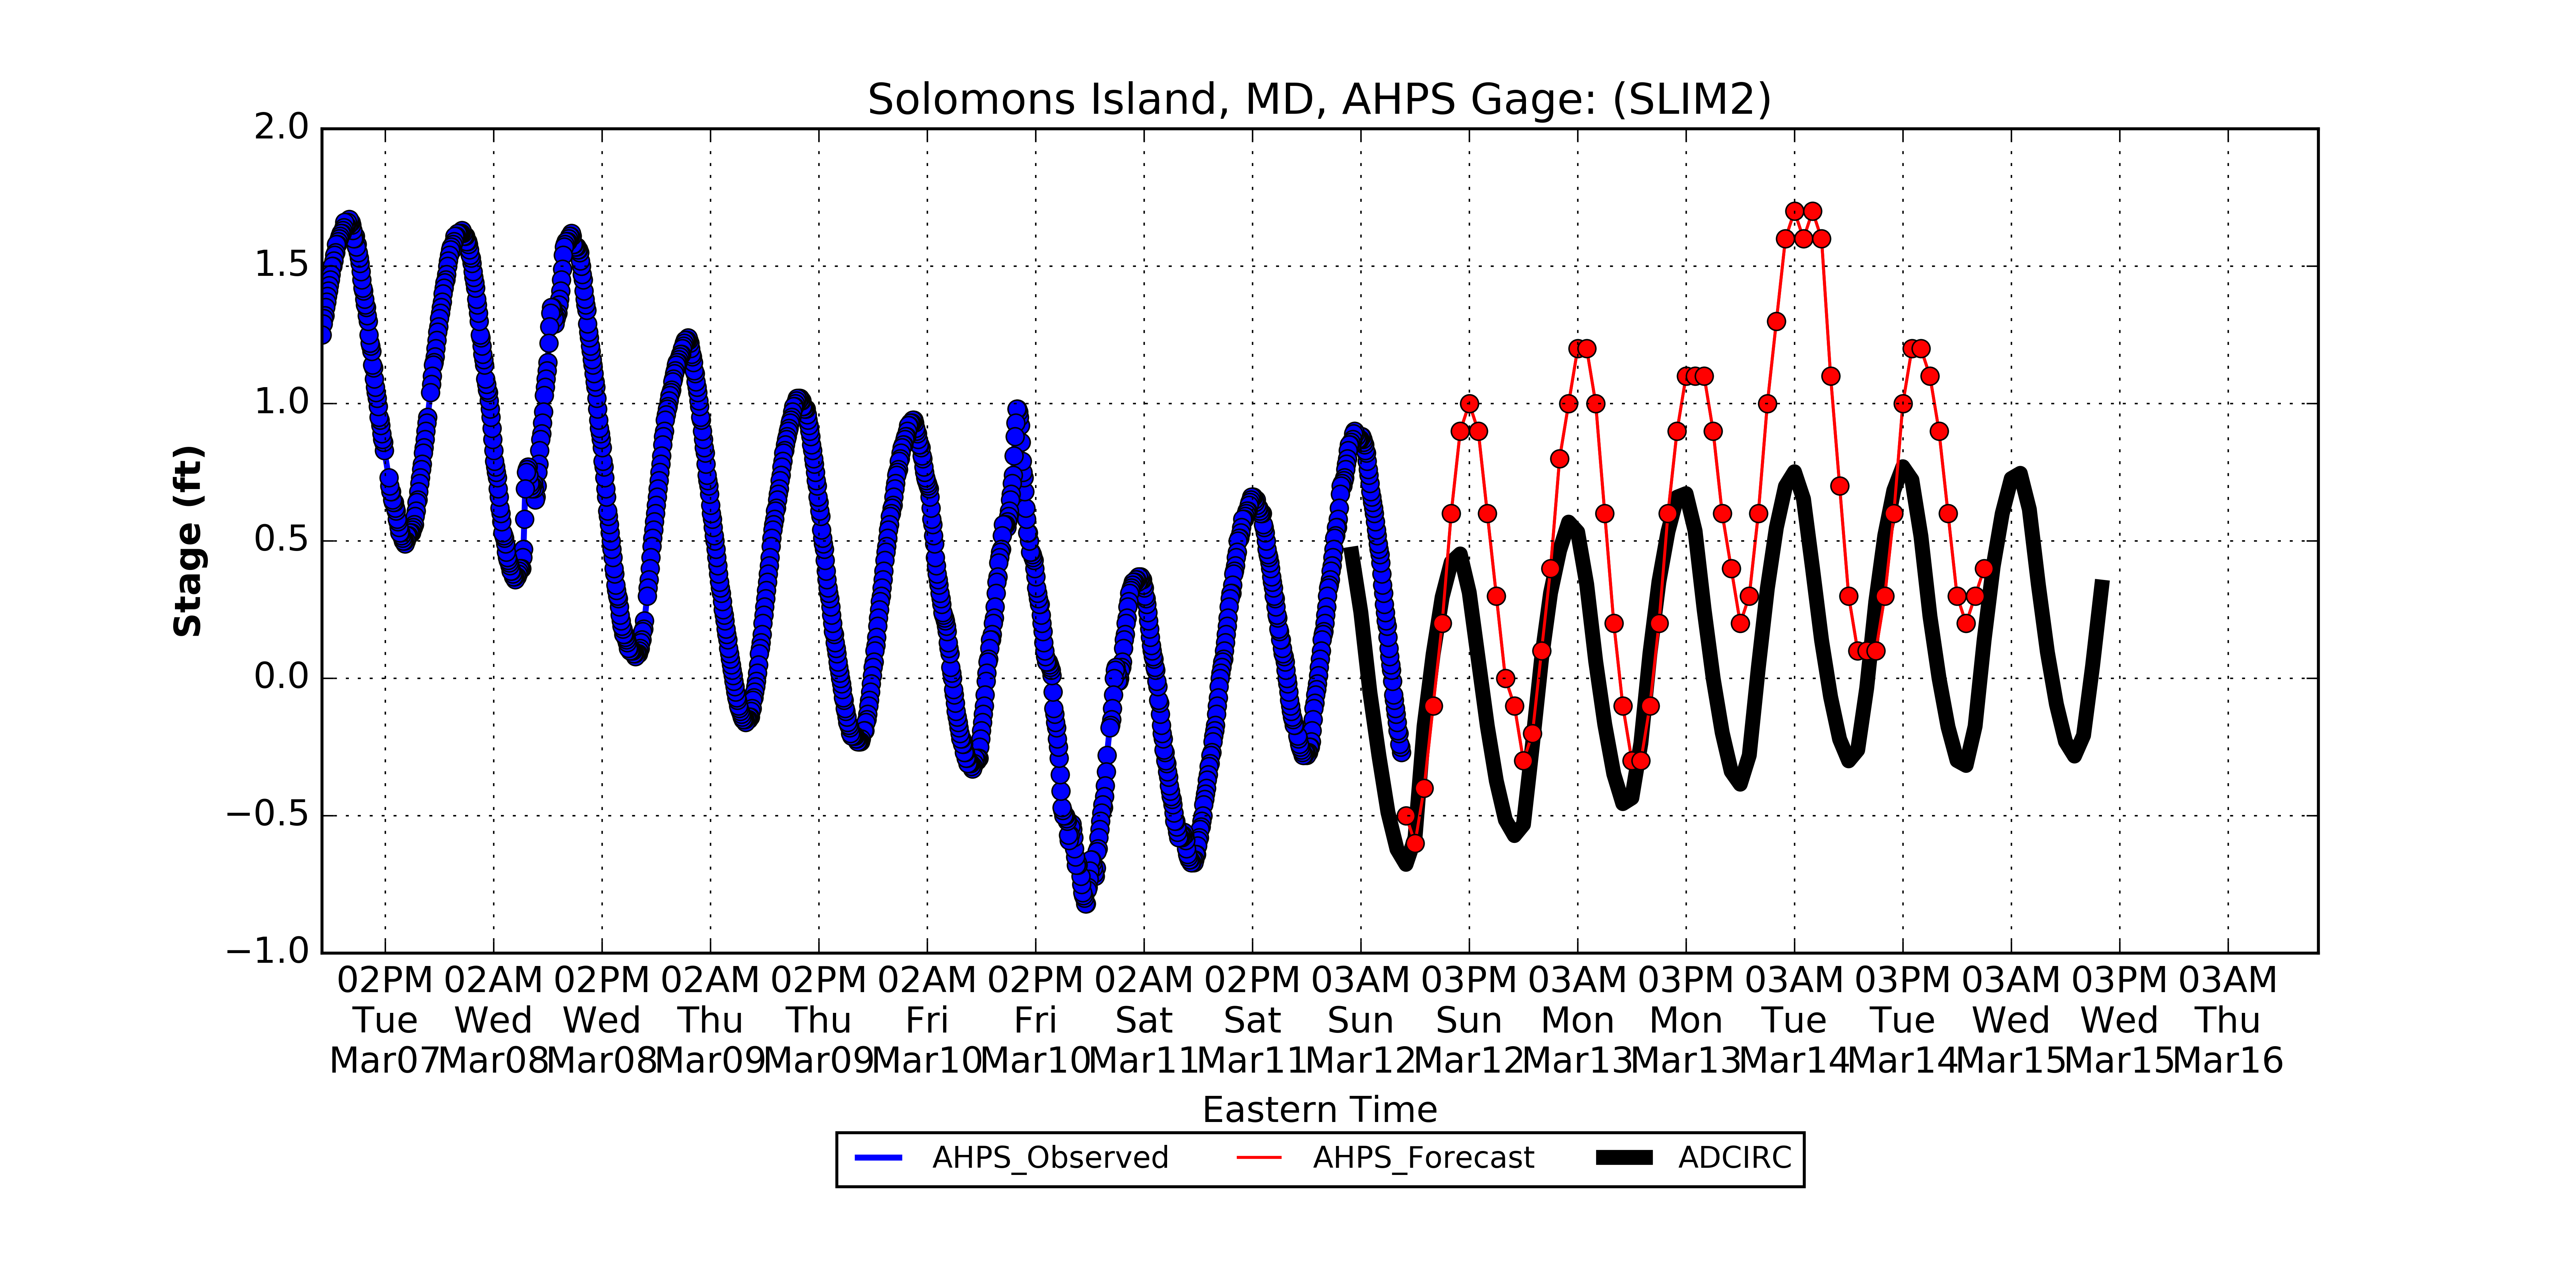 Solomons Island, MD, AHPS Gage: (SLIM2)
2.0
1.5
1.0
0.5
0.0
−0.5
−1.0
Stage (ft)
02PM 02AM 02PM 02AM 02PM 02AM 02PM 02AM 02PM 03AM 03PM 03AM 03PM 03AM 03PM 03AM 03PM 03AM
Tue Wed Wed Thu Thu Fri Fri Sat Sat Sun Sun Mon Mon Tue Tue Wed Wed Thu
Mar07 Mar08 Mar08 Mar09 Mar09 Mar10 Mar10 Mar11 Mar11 Mar12 Mar12 Mar13 Mar13 Mar14 Mar14 Mar15 Mar15 Mar16
Eastern Time
AHPS_Observed AHPS_Forecast ADCIRC